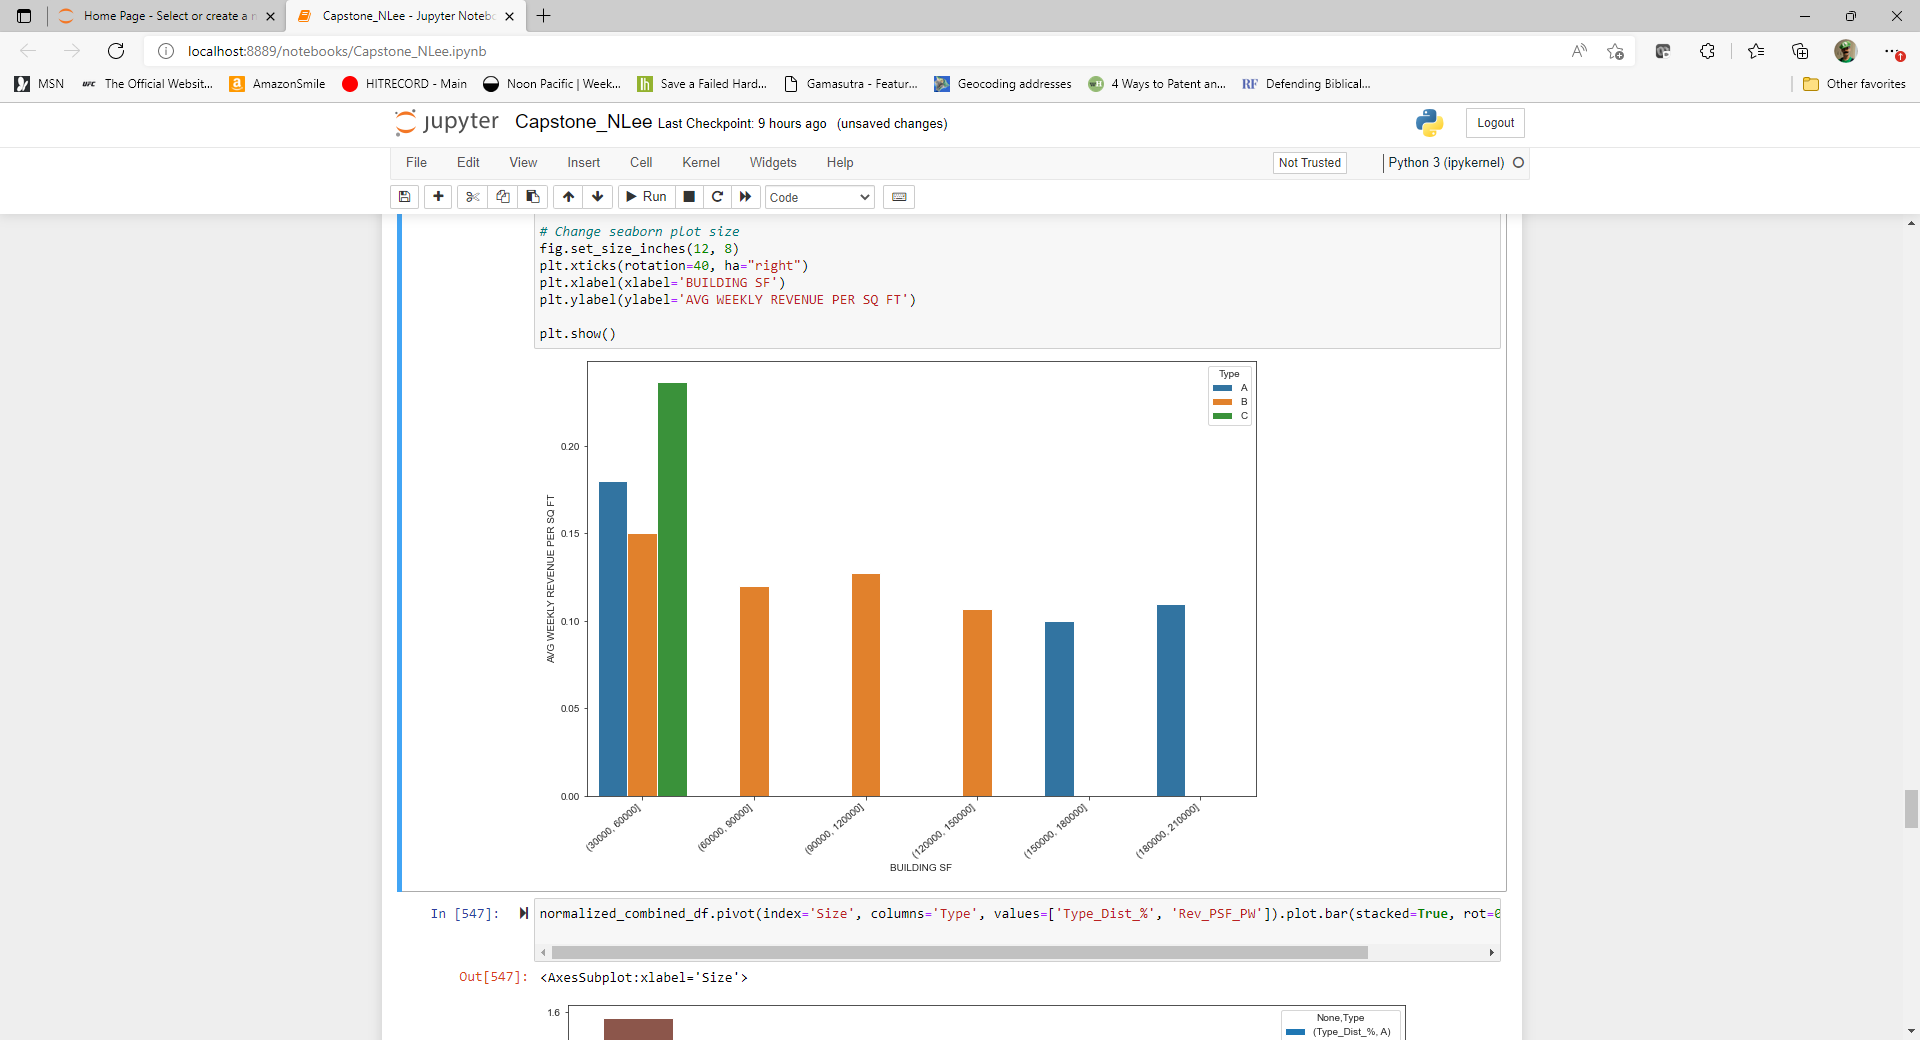 Home Page - Select or create a n
Capstone_NLee - Jupyter Notebo
localhost:8889/notebooks/Capstone_NLee.ipynb
MSN
UFC The Official Websit...
AmazonSmile
HITRECORD - Main
Noon Pacific | Week...
lh Save a Failed Hard...
Gamasutra - Featur...
Geocoding addresses
wH 4 Ways to Patent an...
RF Defending Biblical...
Other favorites
jupyter Capstone_NLee Last Checkpoint: 9 hours ago (unsaved changes)
Logout
File Edit View Insert Cell Kernel Widgets Help
Not Trusted
Python 3 (ipykernel)
Run
Code
# Change seaborn plot size
fig.set_size_inches(12, 8)
plt.xticks(rotation=40, ha="right")
plt.xlabel(xlabel='BUILDING SF')
plt.ylabel(ylabel='AVG WEEKLY REVENUE PER SQ FT')
plt.show()
Type
A
B
C
0.20
0.15
0.10
0.05
0.00
AVG WEEKLY REVENUE PER SQ FT
(30000, 60000]
(60000, 90000]
(90000, 120000]
(120000, 150000]
(150000, 180000]
(180000, 210000]
BUILDING SF
In [547]:
normalized_combined_df.pivot(index='Size', columns='Type', values=['Type_Dist_%', 'Rev_PSF_PW']).plot.bar(stacked=True, rot=0
Out[547]: <AxesSubplot:xlabel='Size'>
1.6
None,Type
(Type_Dist_%, A)